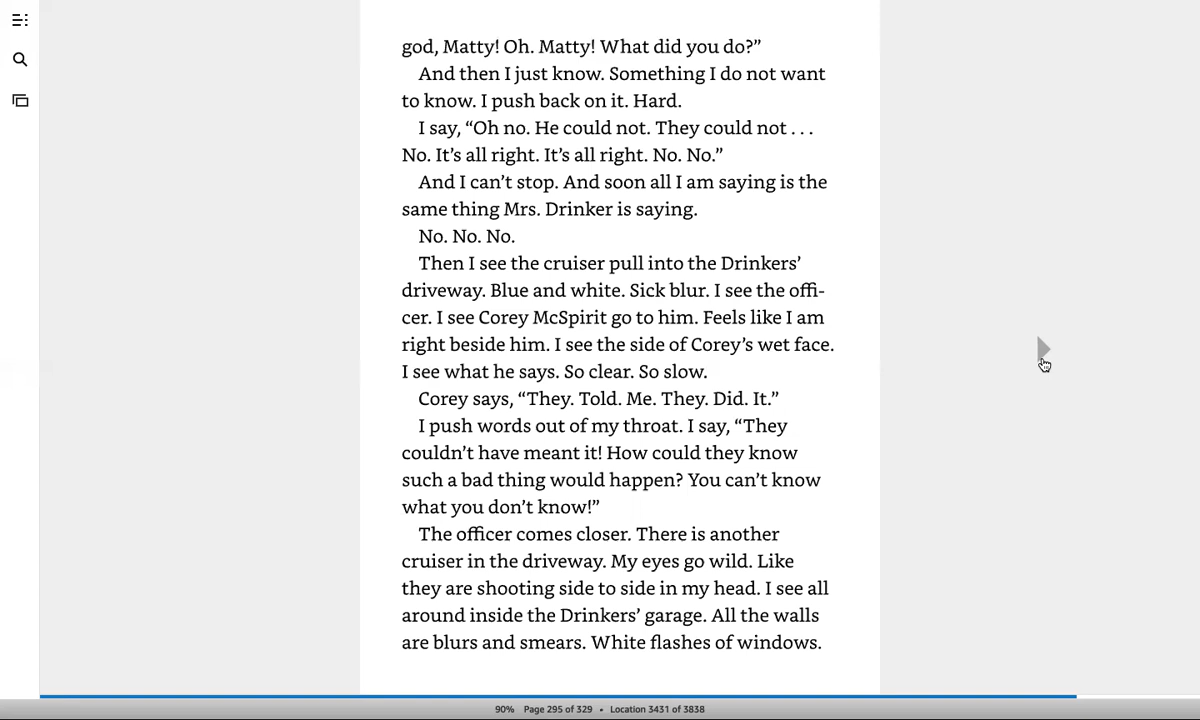 god, Matty! Oh. Matty! What did you do?”
And then I just know. Something I do not want
to know. I push back on it. Hard.
I say, “Oh no. He could not. They could not . . .
No. It’s all right. It’s all right. No. No.”
And I can’t stop. And soon all I am saying is the
same thing Mrs. Drinker is saying.
No. No. No.
Then I see the cruiser pull into the Drinkers’
driveway. Blue and white. Sick blur. I see the offi-
cer. I see Corey McSpirit go to him. Feels like I am
right beside him. I see the side of Corey’s wet face.
I see what he says. So clear. So slow.
Corey says, “They. Told. Me. They. Did. It.”
I push words out of my throat. I say, “They
couldn’t have meant it! How could they know
such a bad thing would happen? You can’t know
what you don’t know!”
The officer comes closer. There is another
cruiser in the driveway. My eyes go wild. Like
they are shooting side to side in my head. I see all
around inside the Drinkers’ garage. All the walls
are blurs and smears. White flashes of windows.
90% Page 295 of 329 • Location 3431 of 3838